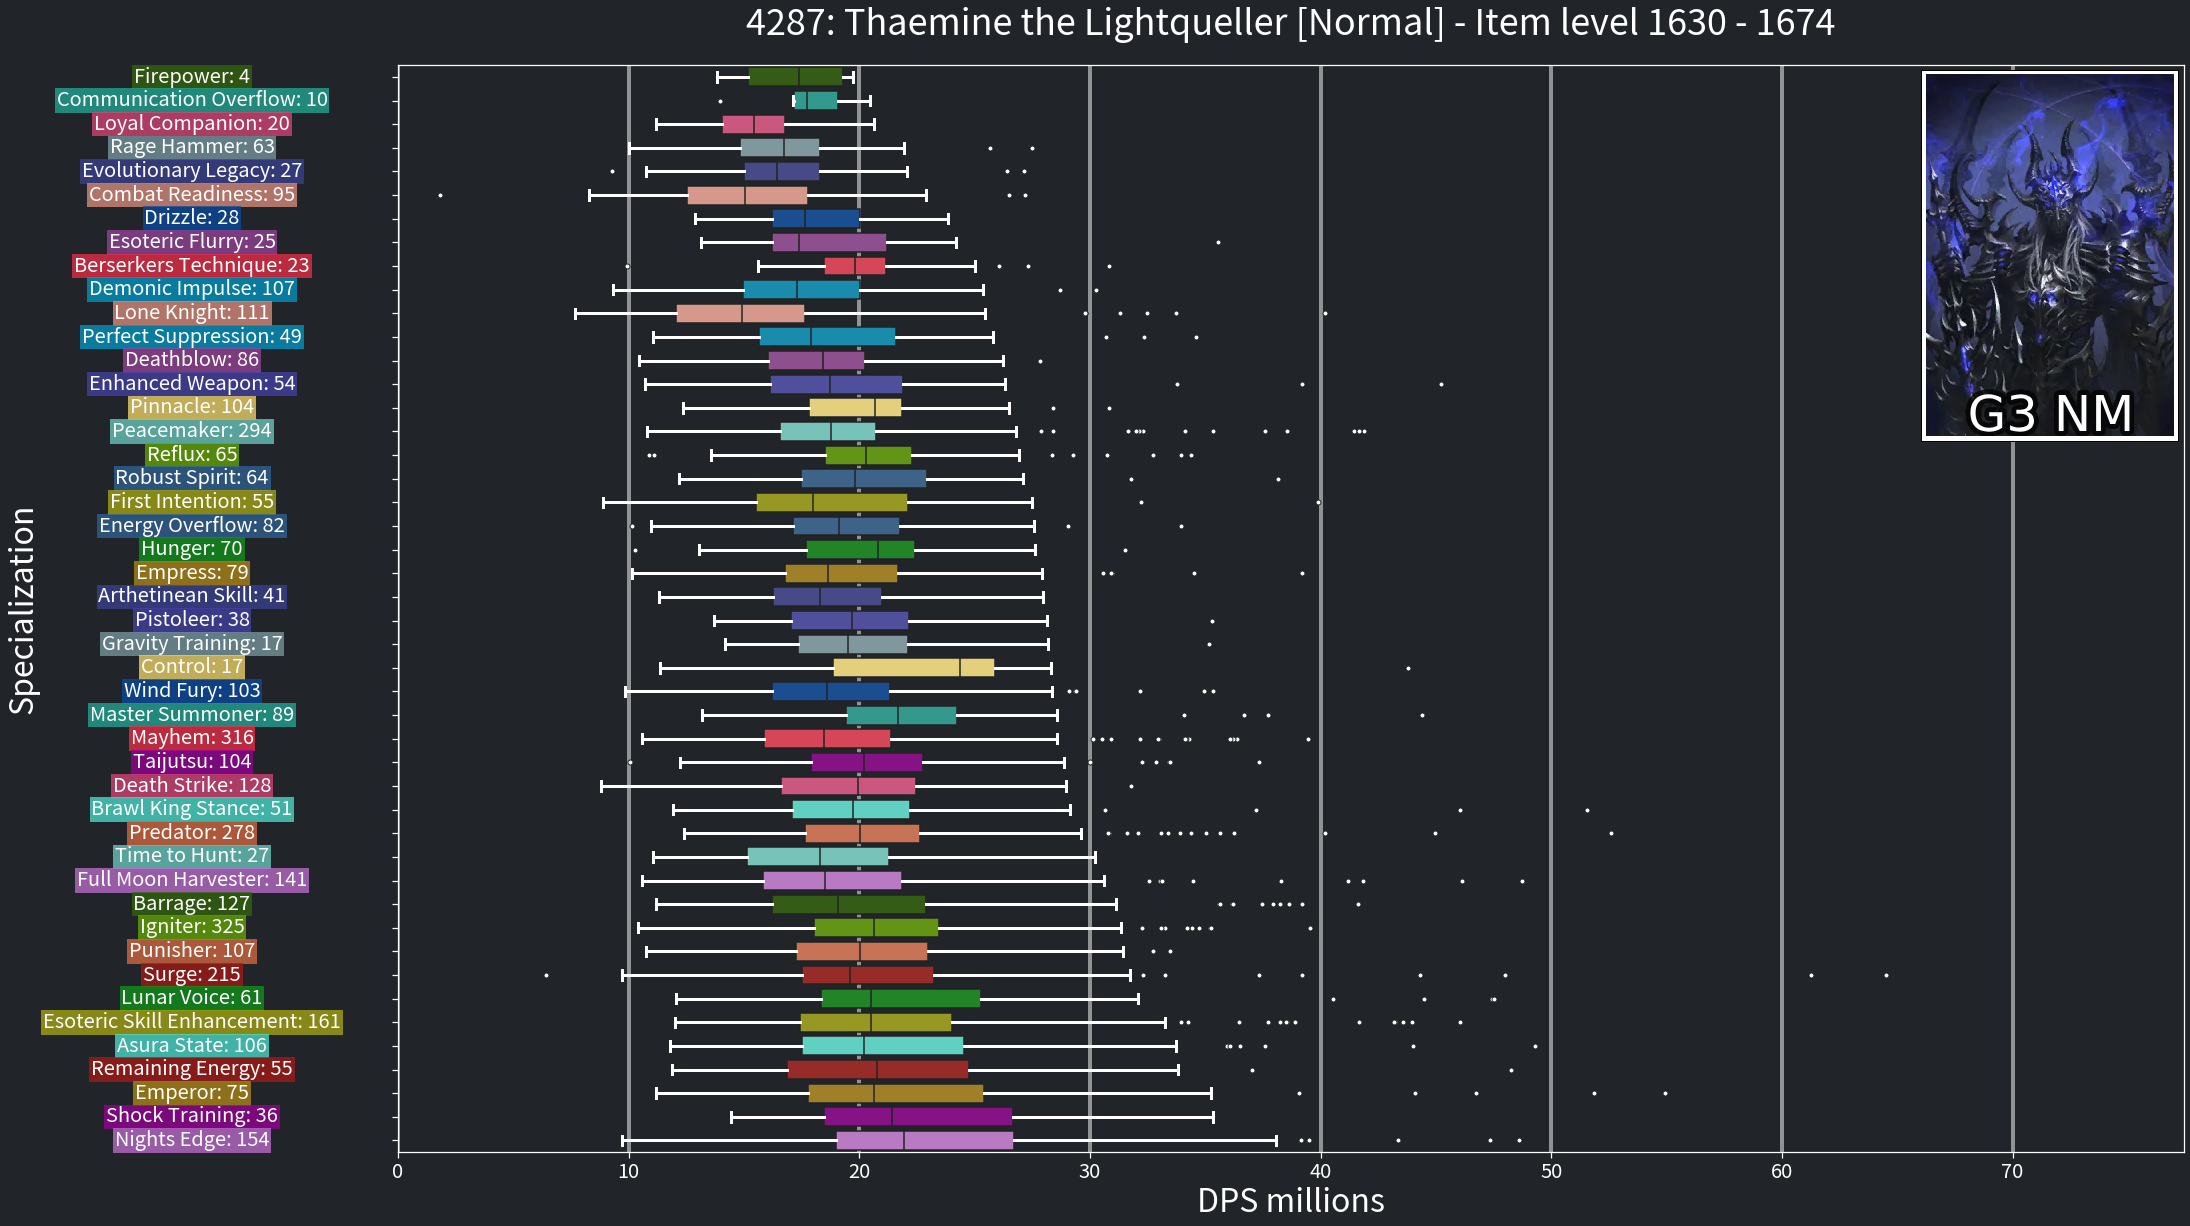 4287: Thaemine the Lightqueller [Normal] - Item level 1630 - 1674
Firepower: 4
Communication Overflow: 10
Loyal Companion: 20
Rage Hammer: 63
Evolutionary Legacy: 27
Combat Readiness: 95
Drizzle: 28
Esoteric Flurry: 25
Berserkers Technique: 23
Demonic Impulse: 107
Lone Knight: 111
Perfect Suppression: 49
Deathblow: 86
Enhanced Weapon: 54
Pinnacle: 104
Peacemaker: 294
Reflux: 65
Robust Spirit: 64
First Intention: 55
Energy Overflow: 82
Hunger: 70
Empress: 79
Arthetinean Skill: 41
Pistoleer: 38
Gravity Training: 17
Control: 17
Wind Fury: 103
Master Summoner: 89
Mayhem: 316
Taijutsu: 104
Death Strike: 128
Brawl King Stance: 51
Predator: 278
Time to Hunt: 27
Full Moon Harvester: 141
Barrage: 127
Igniter: 325
Punisher: 107
Surge: 215
Lunar Voice: 61
Esoteric Skill Enhancement: 161
Asura State: 106
Remaining Energy: 55
Emperor: 75
Shock Training: 36
Nights Edge: 154
Specialization
G3 NM
0 10 20 30 40 50 60 70
DPS millions